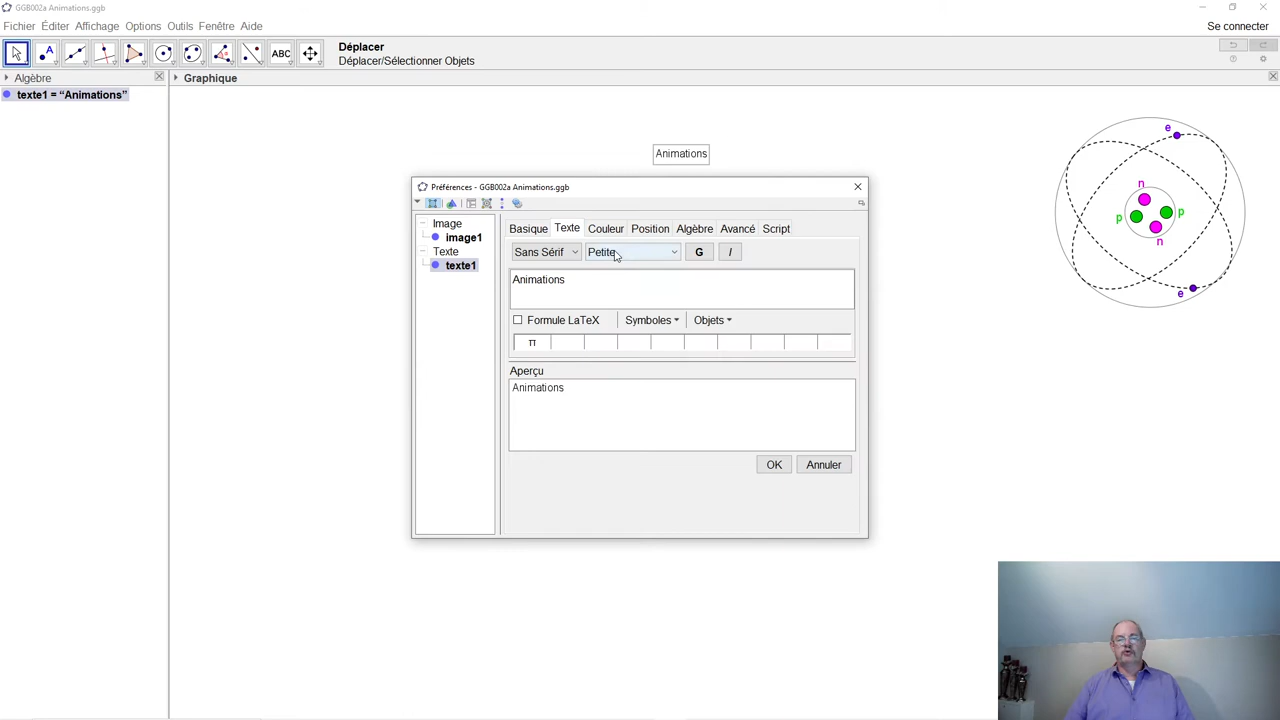 GGB002a Animations.ggb
Fichier Éditer Affichage Options Outils Fenêtre Aide
Se connecter
A
ABC
Déplacer
Déplacer/Sélectionner Objets
Algèbre
Graphique
texte1 = “Animations”
Animations
e
n
p
p
n
e
Préférences - GGB002a Animations.ggb
Image
image1
Texte
texte1
Basique Texte Couleur Position Algèbre Avancé Script
Sans Sérif Petite G I
Animations
Formule LaTeX Symboles Objets
π
Aperçu
Animations
OK Annuler